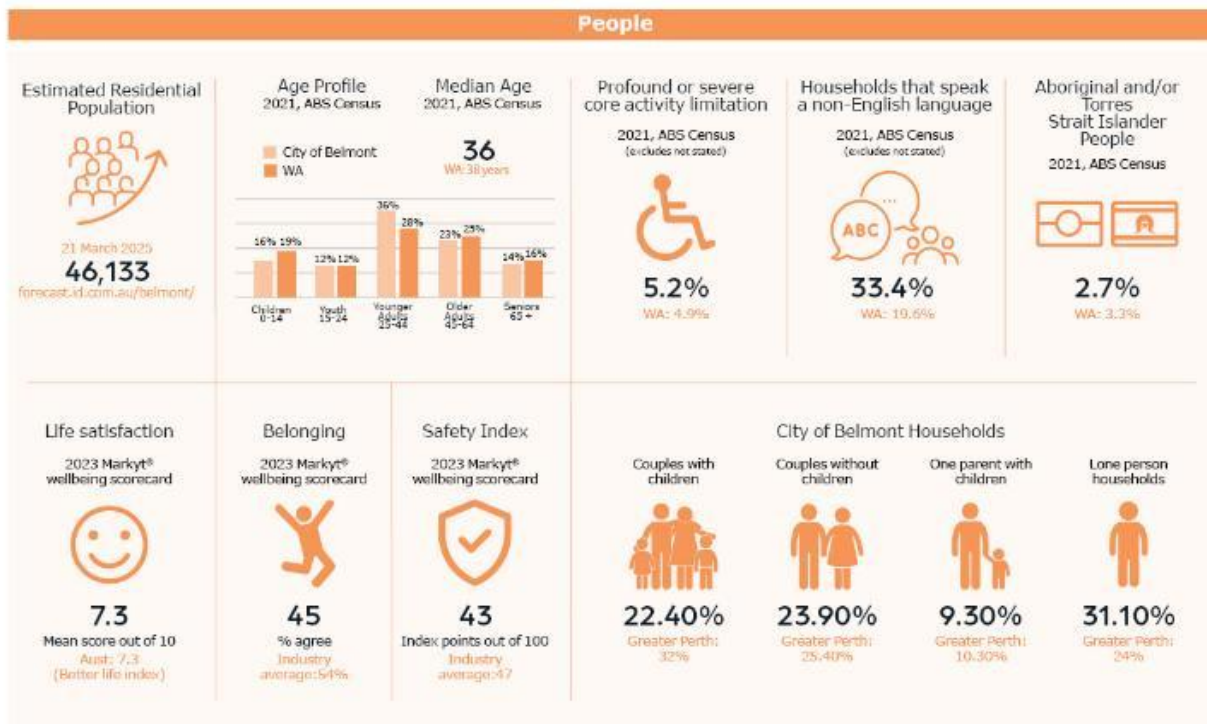 People
Estimated Residential
Population
21 March 2025
46,133
forecast.id.com.au/belmont/
Age Profile
2021, ABS Census
City of Belmont
WA
Median Age
2021, ABS Census
36
WA: 38 years
16% 19%
12% 12%
36%
28%
23% 25%
14% 16%
Children
0-14
Youth
15-24
Younger
Adults
25-44
Older
Adults
45-64
Seniors
65 +
Profound or severe
core activity limitation
2021, ABS Census
(excludes not stated)
5.2%
WA: 4.9%
Households that speak
a non-English language
2021, ABS Census
(excludes not stated)
...
ABC
33.4%
WA: 19.6%
Aboriginal and/or
Torres
Strait Islander
People
2021, ABS Census
2.7%
WA: 3.3%
Life satisfaction
2023 Markyt®
wellbeing scorecard
7.3
Mean score out of 10
Aust: 7.3
(Better life index)
Belonging
2023 Markyt®
wellbeing scorecard
45
% agree
Industry
average:54%
Safety Index
2023 Markyt®
wellbeing scorecard
43
Index points out of 100
Industry
average:47
City of Belmont Households
Couples with
children
22.40%
Greater Perth:
32%
Couples without
children
23.90%
Greater Perth:
25.40%
One parent with
children
9.30%
Greater Perth:
10.30%
Lone person
households
31.10%
Greater Perth:
24%